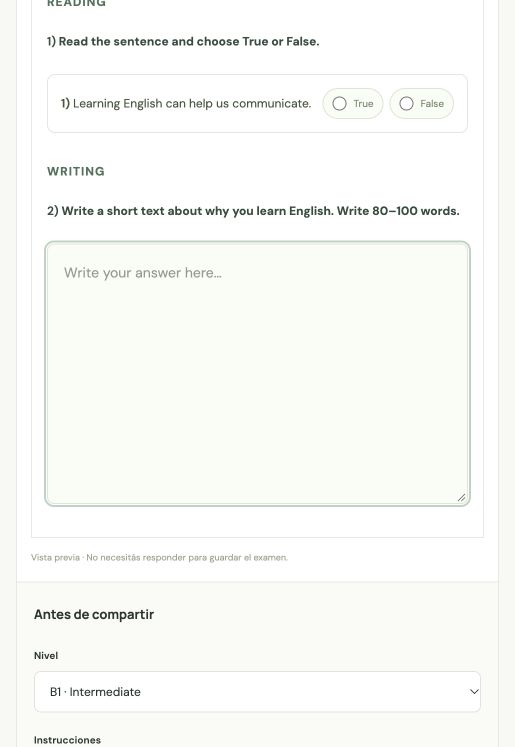 READING
1) Read the sentence and choose True or False.
1) Learning English can help us communicate. True False
WRITING
2) Write a short text about why you learn English. Write 80–100 words.
Write your answer here...
Vista previa · No necesitás responder para guardar el examen.
Antes de compartir
Nivel
B1 · Intermediate
Instrucciones